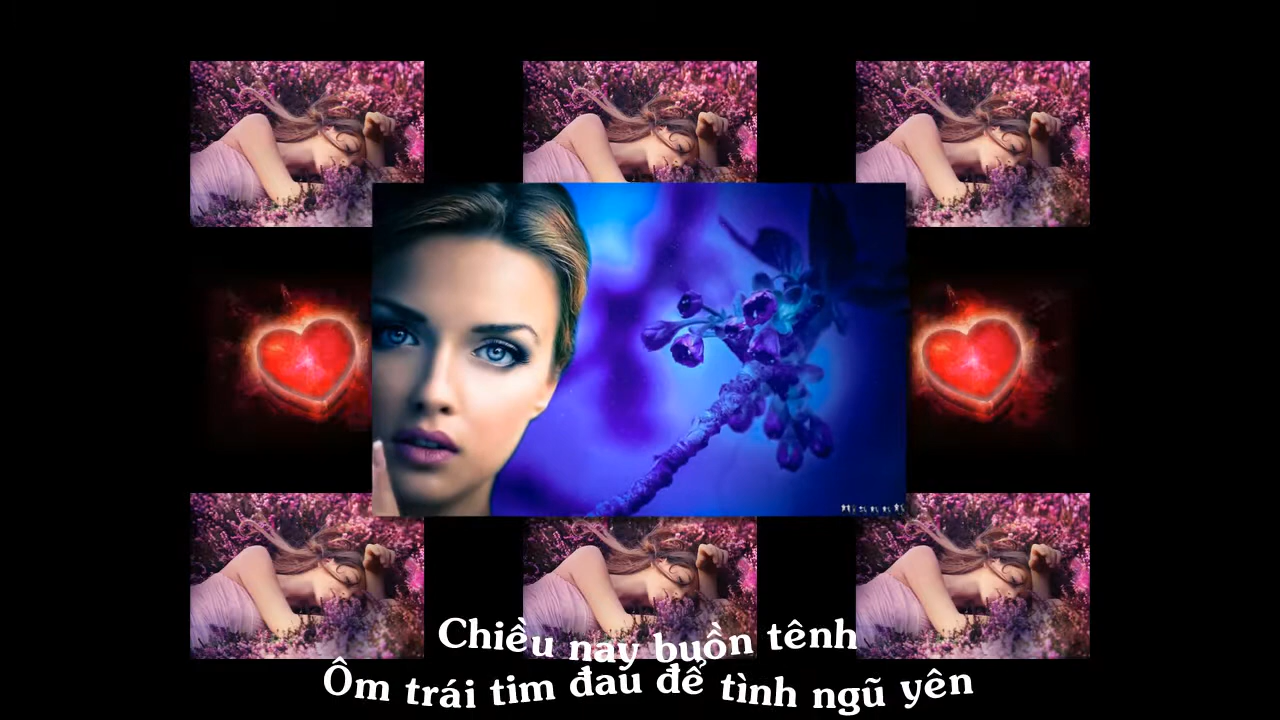 Chiều nay buồn tênh
Ôm trái tim đau để tình ngũ yên